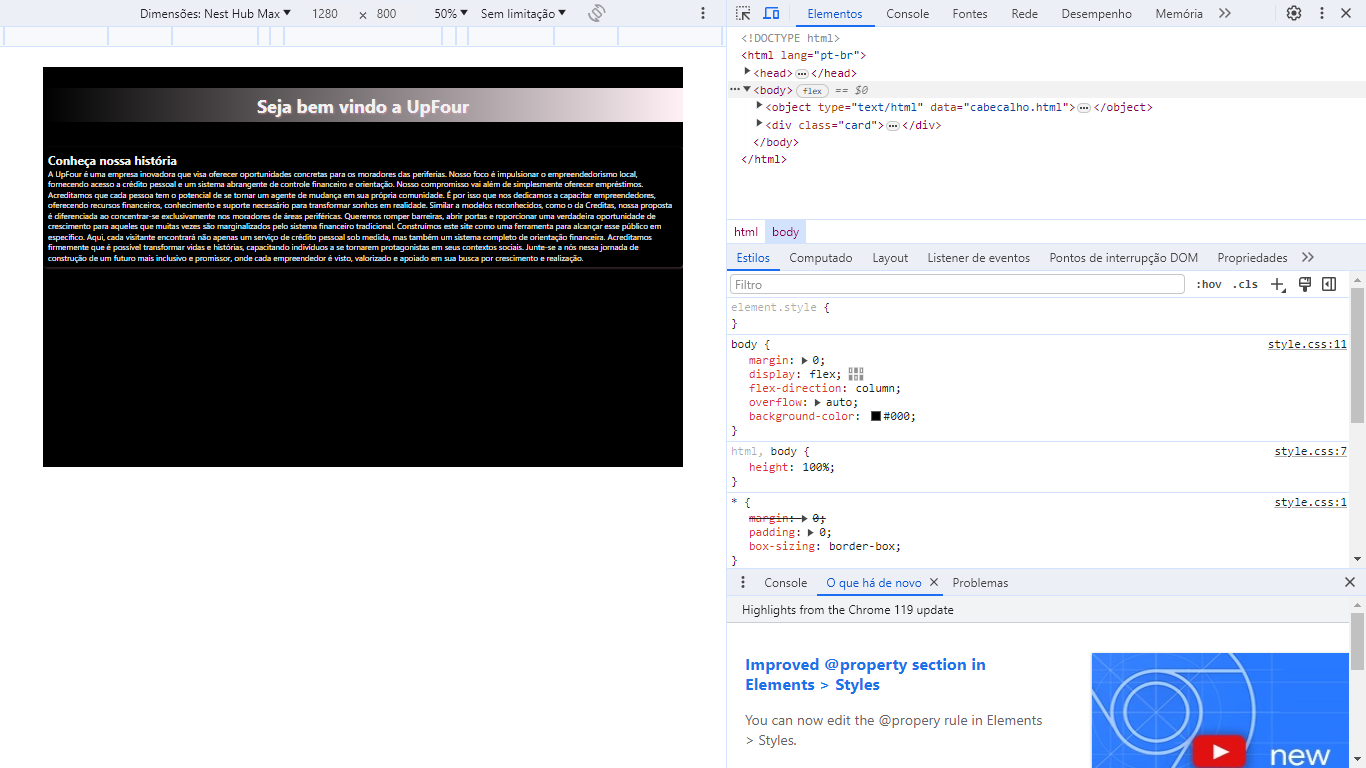 Dimensões: Nest Hub Max ▼ 1280 × 800 50% ▼ Sem limitação ▼
Seja bem vindo a UpFour
Conheça nossa história
A UpFour é uma empresa inovadora que visa oferecer oportunidades concretas para os moradores das periferias. Nosso foco é impulsionar o empreendedorismo local,
fornecendo acesso a crédito pessoal e um sistema abrangente de controle financeiro e orientação. Nosso compromisso vai além de simplesmente oferecer empréstimos.
Acreditamos que cada pessoa tem o potencial de se tornar um agente de mudança em sua própria comunidade. É por isso que nos dedicamos a capacitar empreendedores,
oferecendo recursos financeiros, conhecimento e suporte necessário para transformar sonhos em realidade. Similar a modelos reconhecidos, como o da Creditas, nossa proposta
é diferenciada ao concentrar-se exclusivamente nos moradores de áreas periféricas. Queremos romper barreiras, abrir portas e roporcionar uma verdadeira oportunidade de
crescimento para aqueles que muitas vezes são marginalizados pelo sistema financeiro tradicional. Construímos este site como uma ferramenta para alcançar esse público em
específico. Aqui, cada visitante encontrará não apenas um serviço de crédito pessoal sob medida, mas também um sistema completo de orientação financeira. Acreditamos
firmemente que é possível transformar vidas e histórias, capacitando indivíduos a se tornarem protagonistas em seus contextos sociais. Junte-se a nós nessa jornada de
construção de um futuro mais inclusivo e promissor, onde cada empreendedor é visto, valorizado e apoiado em sua busca por crescimento e realização.
Elementos Console Fontes Rede Desempenho Memória
<!DOCTYPE html>
<html lang="pt-br">
<head>…</head>
<body> flex == $0
<object type="text/html" data="cabecalho.html">…</object>
<div class="card">…</div>
</body>
</html>
html body
Estilos Computado Layout Listener de eventos Pontos de interrupção DOM Propriedades
Filtro :hov .cls
element.style {
}
body { style.css:11
margin: 0;
display: flex;
flex-direction: column;
overflow: auto;
background-color: #000;
}
html, body { style.css:7
height: 100%;
}
* { style.css:1
margin: 0;
padding: 0;
box-sizing: border-box;
}
Console O que há de novo Problemas
Highlights from the Chrome 119 update
Improved @property section in
Elements > Styles
You can now edit the @propery rule in Elements
> Styles.
new